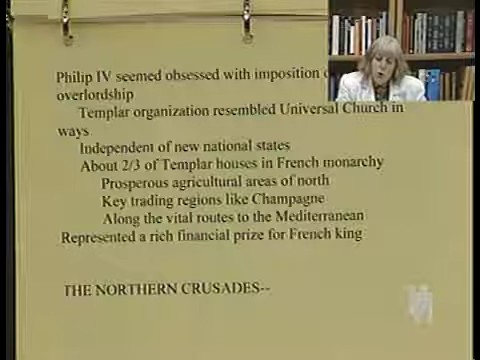 Philip IV seemed obsessed with imposition
overlordship
Templar organization resembled Universal Church in
ways
Independent of new national states
About 2/3 of Templar houses in French monarchy
Prosperous agricultural areas of north
Key trading regions like Champagne
Along the vital routes to the Mediterranean
Represented a rich financial prize for French king
THE NORTHERN CRUSADES--